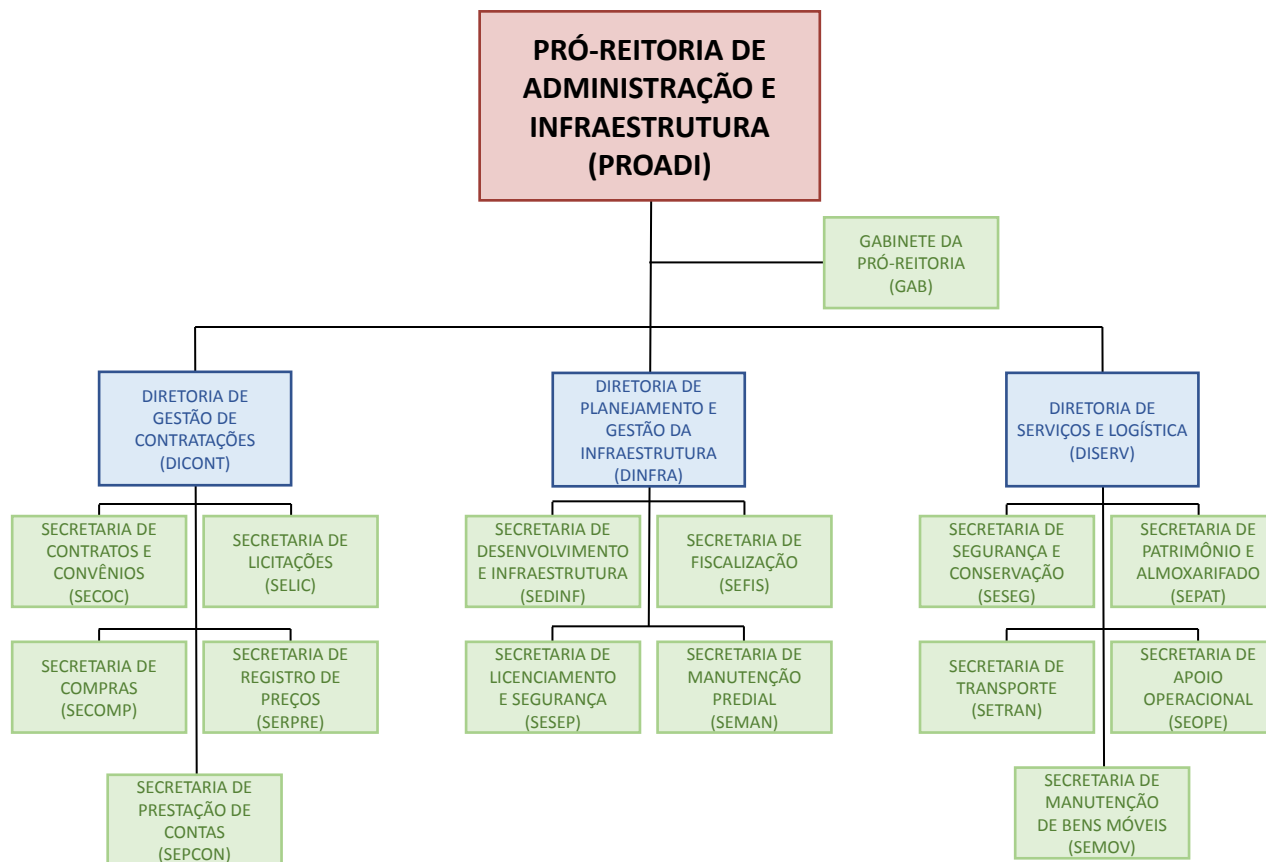 PRÓ-REITORIA DE
ADMINISTRAÇÃO E
INFRAESTRUTURA
(PROADI)
GABINETE DA
PRÓ-REITORIA
(GAB)
DIRETORIA DE
GESTÃO DE
CONTRATAÇÕES
(DICONT)
DIRETORIA DE
PLANEJAMENTO E
GESTÃO DA
INFRAESTRUTURA
(DINFRA)
DIRETORIA DE
SERVIÇOS E LOGÍSTICA
(DISERV)
SECRETARIA DE
CONTRATOS E
CONVÊNIOS
(SECOC)
SECRETARIA DE
LICITAÇÕES
(SELIC)
SECRETARIA DE
DESENVOLVIMENTO
E INFRAESTRUTURA
(SEDINF)
SECRETARIA DE
FISCALIZAÇÃO
(SEFIS)
SECRETARIA DE
SEGURANÇA E
CONSERVAÇÃO
(SESEG)
SECRETARIA DE
PATRIMÔNIO E
ALMOXARIFADO
(SEPAT)
SECRETARIA DE
COMPRAS
(SECOMP)
SECRETARIA DE
REGISTRO DE
PREÇOS
(SERPRE)
SECRETARIA DE
LICENCIAMENTO
E SEGURANÇA
(SESEP)
SECRETARIA DE
MANUTENÇÃO
PREDIAL
(SEMAN)
SECRETARIA DE
TRANSPORTE
(SETRAN)
SECRETARIA DE
APOIO
OPERACIONAL
(SEOPE)
SECRETARIA DE
PRESTAÇÃO DE
CONTAS
(SEPCON)
SECRETARIA DE
MANUTENÇÃO
DE BENS MÓVEIS
(SEMOV)